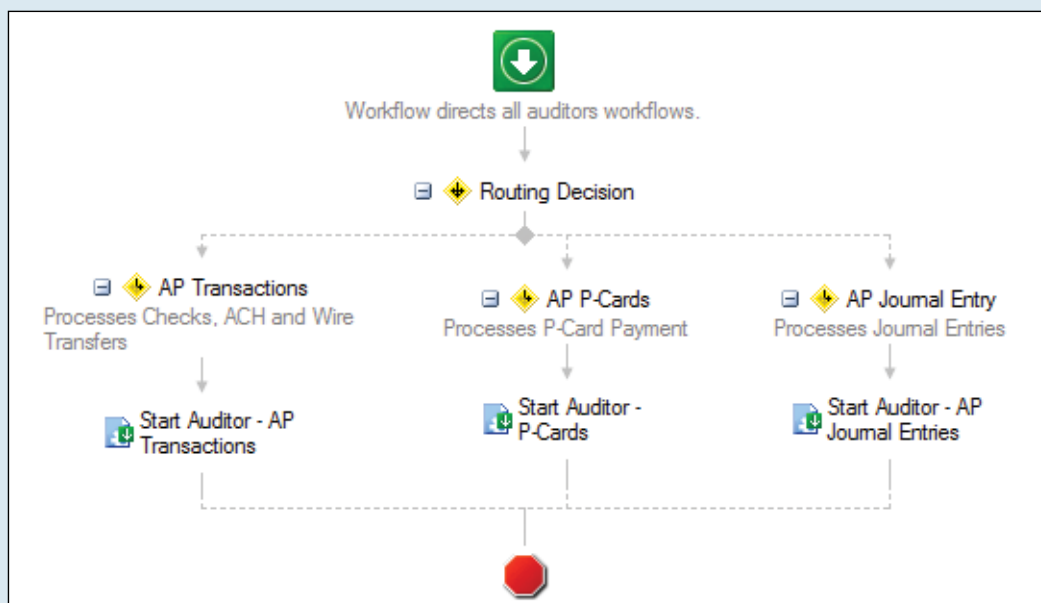 Workflow directs all auditors workflows.
Routing Decision
AP Transactions
Processes Checks, ACH and Wire
Transfers
AP P-Cards
Processes P-Card Payment
AP Journal Entry
Processes Journal Entries
Start Auditor - AP
Transactions
Start Auditor -
P-Cards
Start Auditor - AP
Journal Entries